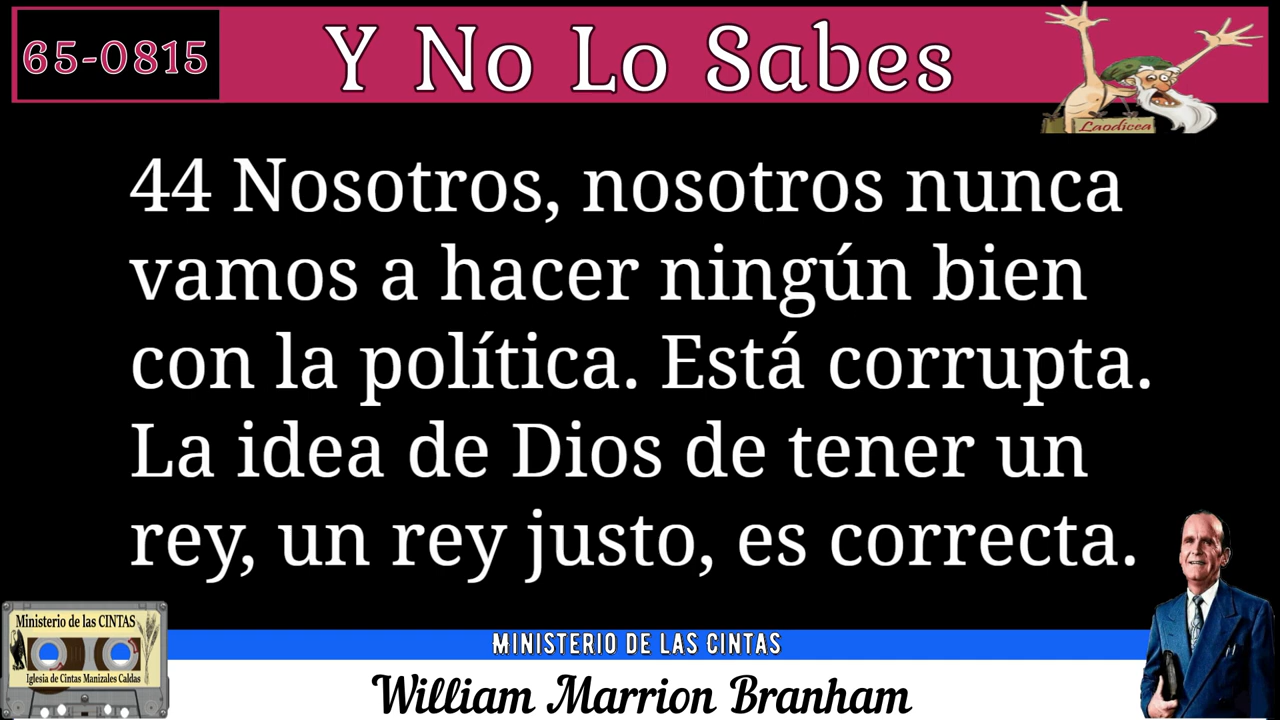 65-0815
Y No Lo Sabes
Laodicea
44 Nosotros, nosotros nunca
vamos a hacer ningún bien
con la política. Está corrupta.
La idea de Dios de tener un
rey, un rey justo, es correcta.
Ministerio de las CINTAS
Iglesia de Cintas Manizales Caldas
MINISTERIO DE LAS CINTAS
William Marrion Branham